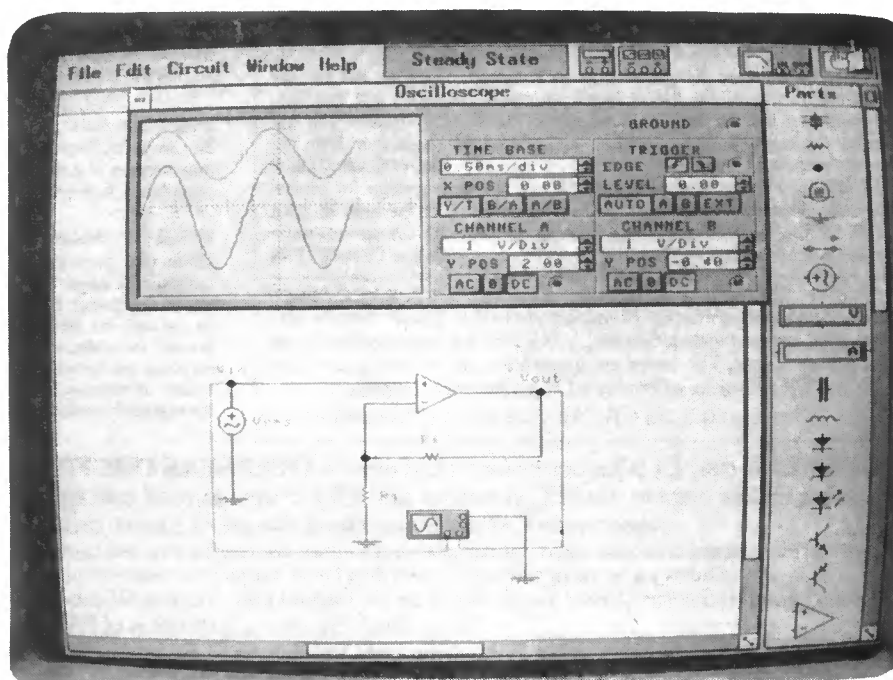 File Edit Circuit Window Help Steady State
Oscilloscope Parts
GROUND
TIME BASE TRIGGER
0.50ms/div EDGE
X POS 0.00 LEVEL 0.00
Y/T B/A A/B AUTO A B EXT
CHANNEL A CHANNEL B
1 V/Div 1 V/Div
Y POS 2.00 Y POS -0.40
AC 0 DC AC 0 DC
V
A
Vout